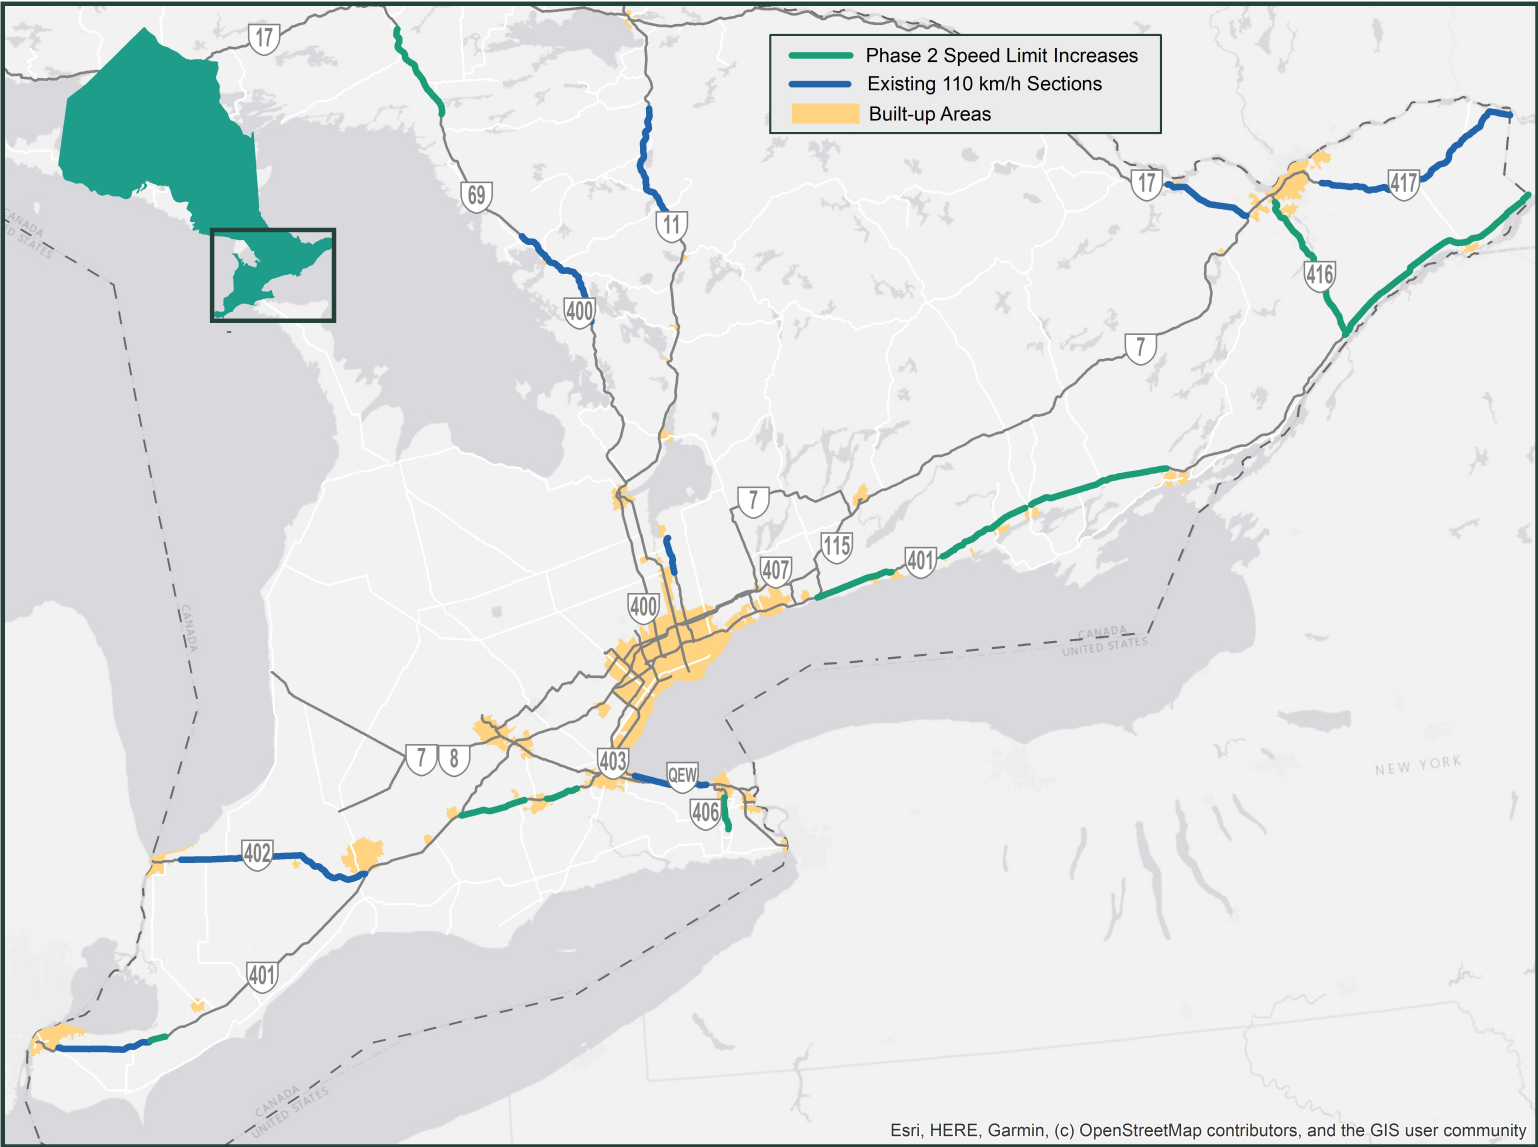 17
Phase 2 Speed Limit Increases
Existing 110 km/h Sections
Built-up Areas
69
11
17
417
CANADA
UNITED STATES
400
416
7
7
115
401
407
400
CANADA
CANADA
UNITED STATES
7
8
403
QEW
406
NEW YORK
402
401
CANADA
UNITED STATES
Esri, HERE, Garmin, (c) OpenStreetMap contributors, and the GIS user community